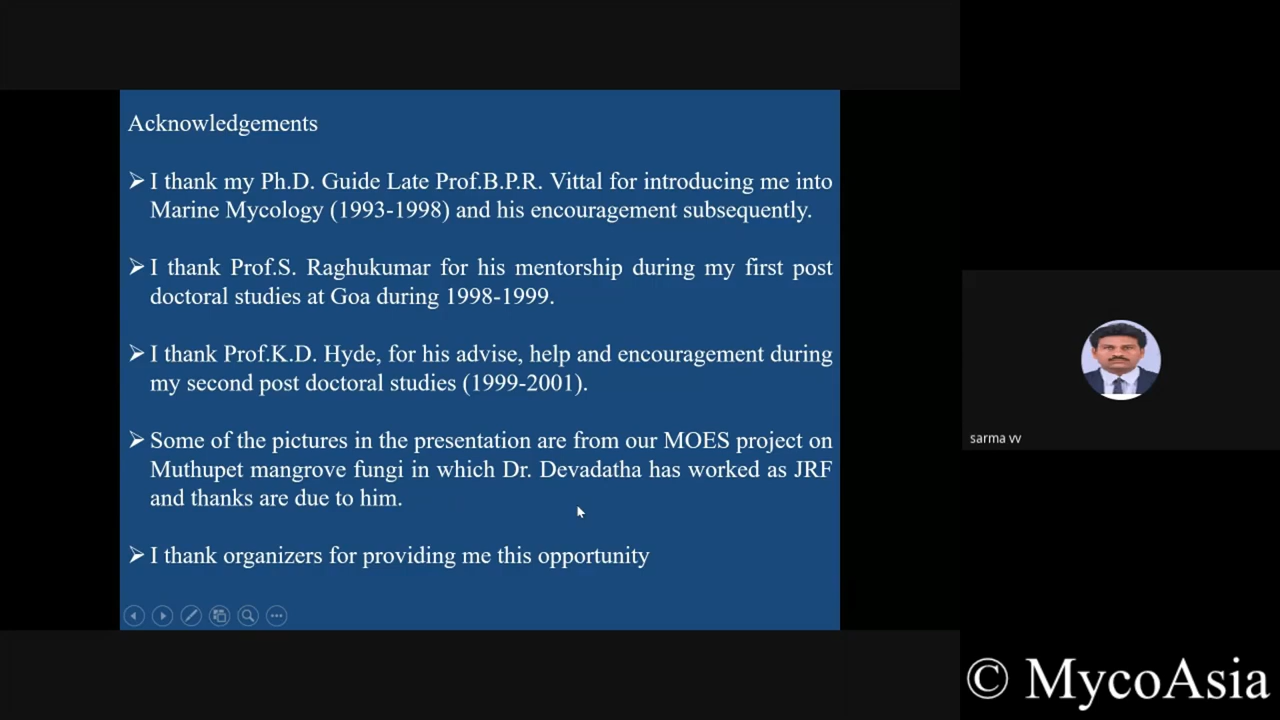 Acknowledgements
➢ I thank my Ph.D. Guide Late Prof.B.P.R. Vittal for introducing me into
Marine Mycology (1993-1998) and his encouragement subsequently.
➢ I thank Prof.S. Raghukumar for his mentorship during my first post
doctoral studies at Goa during 1998-1999.
➢ I thank Prof.K.D. Hyde, for his advise, help and encouragement during
my second post doctoral studies (1999-2001).
➢ Some of the pictures in the presentation are from our MOES project on
Muthupet mangrove fungi in which Dr. Devadatha has worked as JRF
and thanks are due to him.
➢ I thank organizers for providing me this opportunity
sarma vv
© MycoAsia